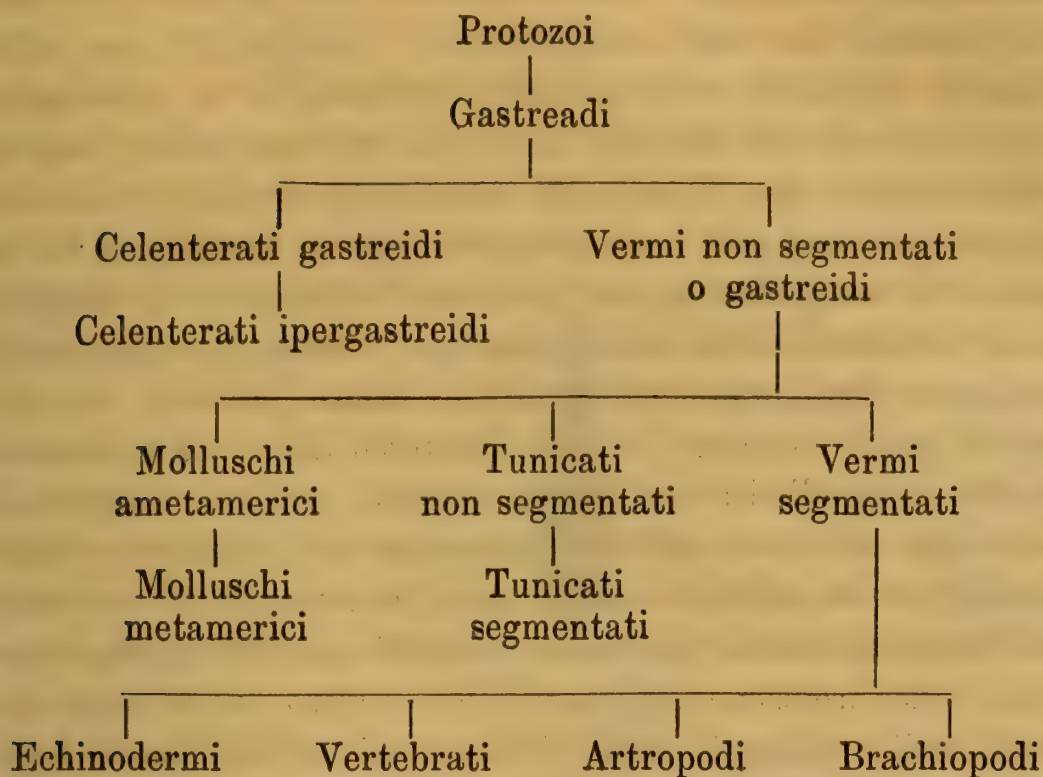 Protozoi
Gastreadi
Celenterati gastreidi
Vermi non segmentati
o gastreidi
Celenterati ipergastreidi
Molluschi
ametamerici
Tunicati
non segmentati
Vermi
segmentati
Molluschi
metamerici
Tunicati
segmentati
Echinodermi Vertebrati Artropodi Brachiopodi